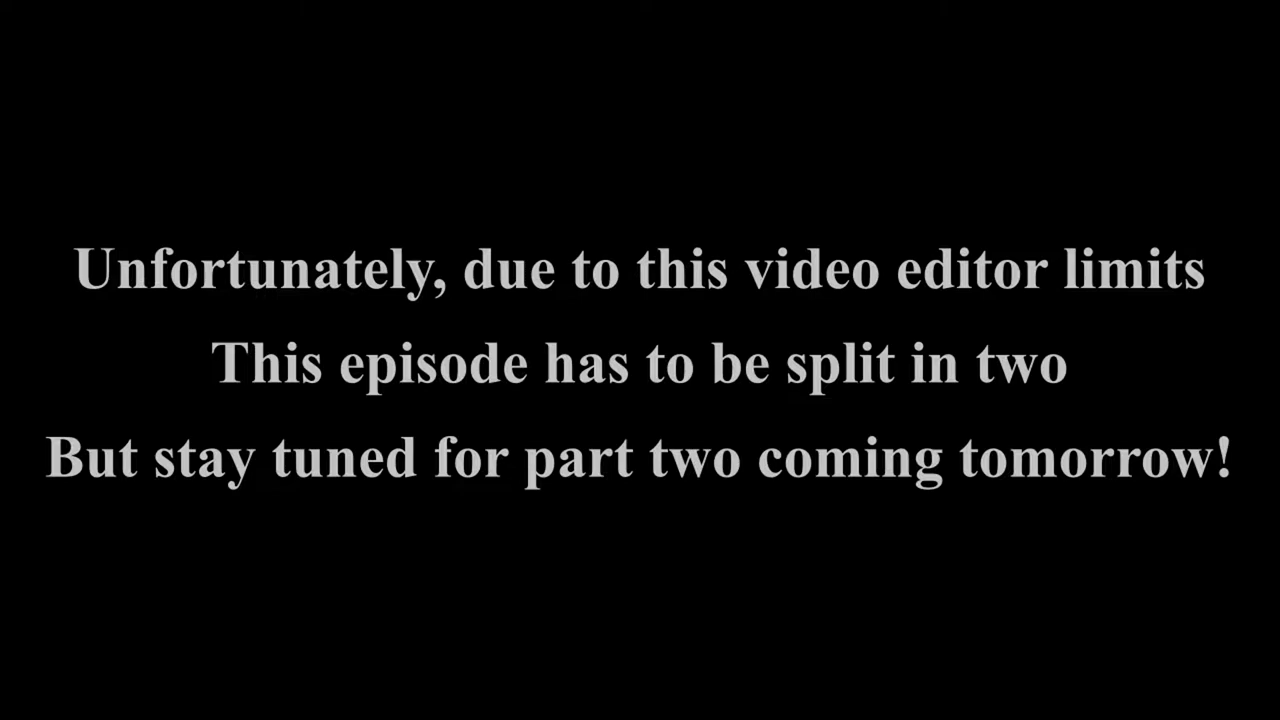 Unfortunately, due to this video editor limits
This episode has to be split in two
But stay tuned for part two coming tomorrow!